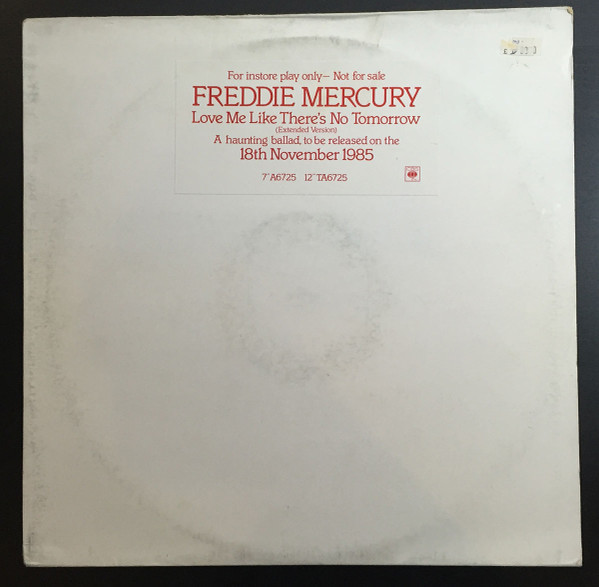 For instore play only– Not for sale
FREDDIE MERCURY
Love Me Like There's No Tomorrow
(Extended Version)
A haunting ballad, to be released on the
18th November 1985
7" A6725 12" TA6725